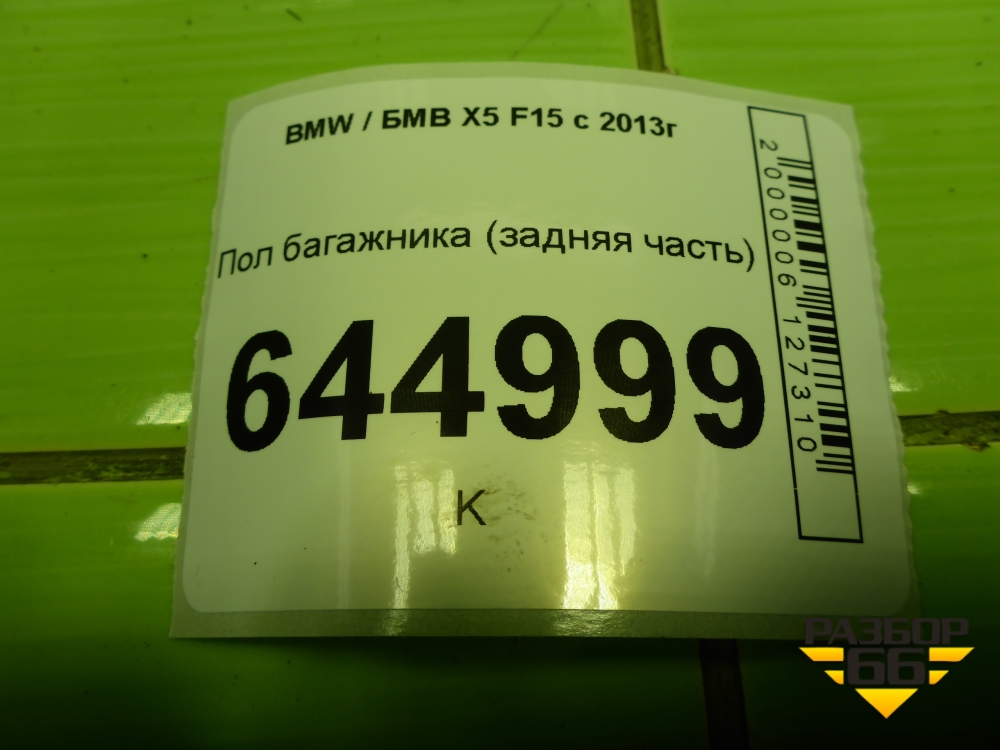 BMW / БМВ X5 F15 с 2013г
Пол багажника (задняя часть)
644999
К
2000006127310
РАЗБОР
66